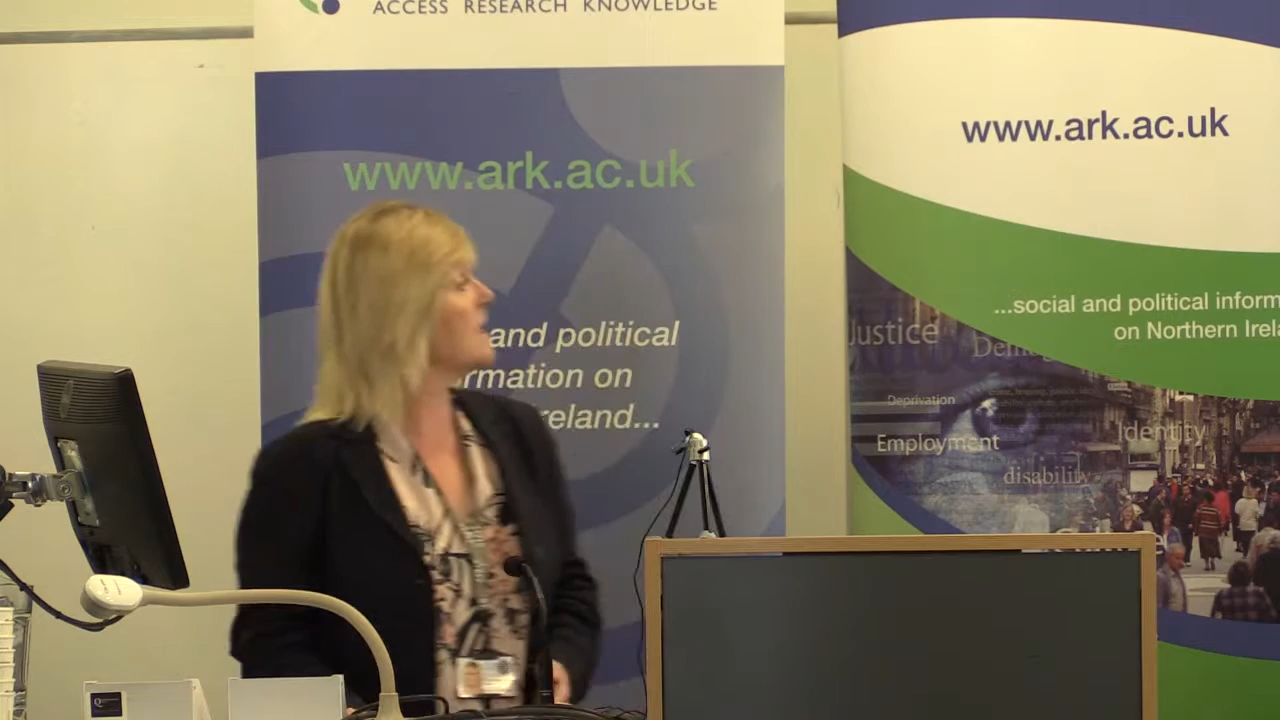 ACCESS RESEARCH KNOWLEDGE
www.ark.ac.uk
and political
rmation on
reland...
www.ark.ac.uk
...social and political inform
on Northern Irela
Justice
Deprivation
Employment
Identity
disability